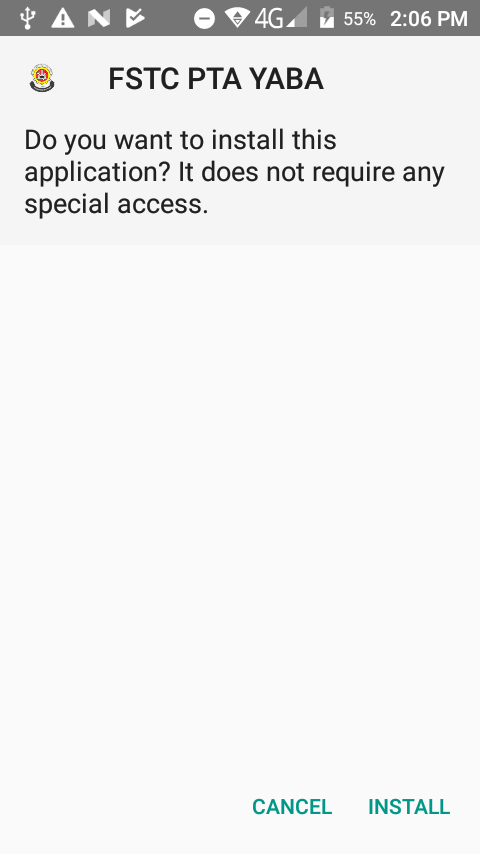 4G 55% 2:06 PM
FSTC PTA YABA
Do you want to install this
application? It does not require any
special access.
CANCEL INSTALL